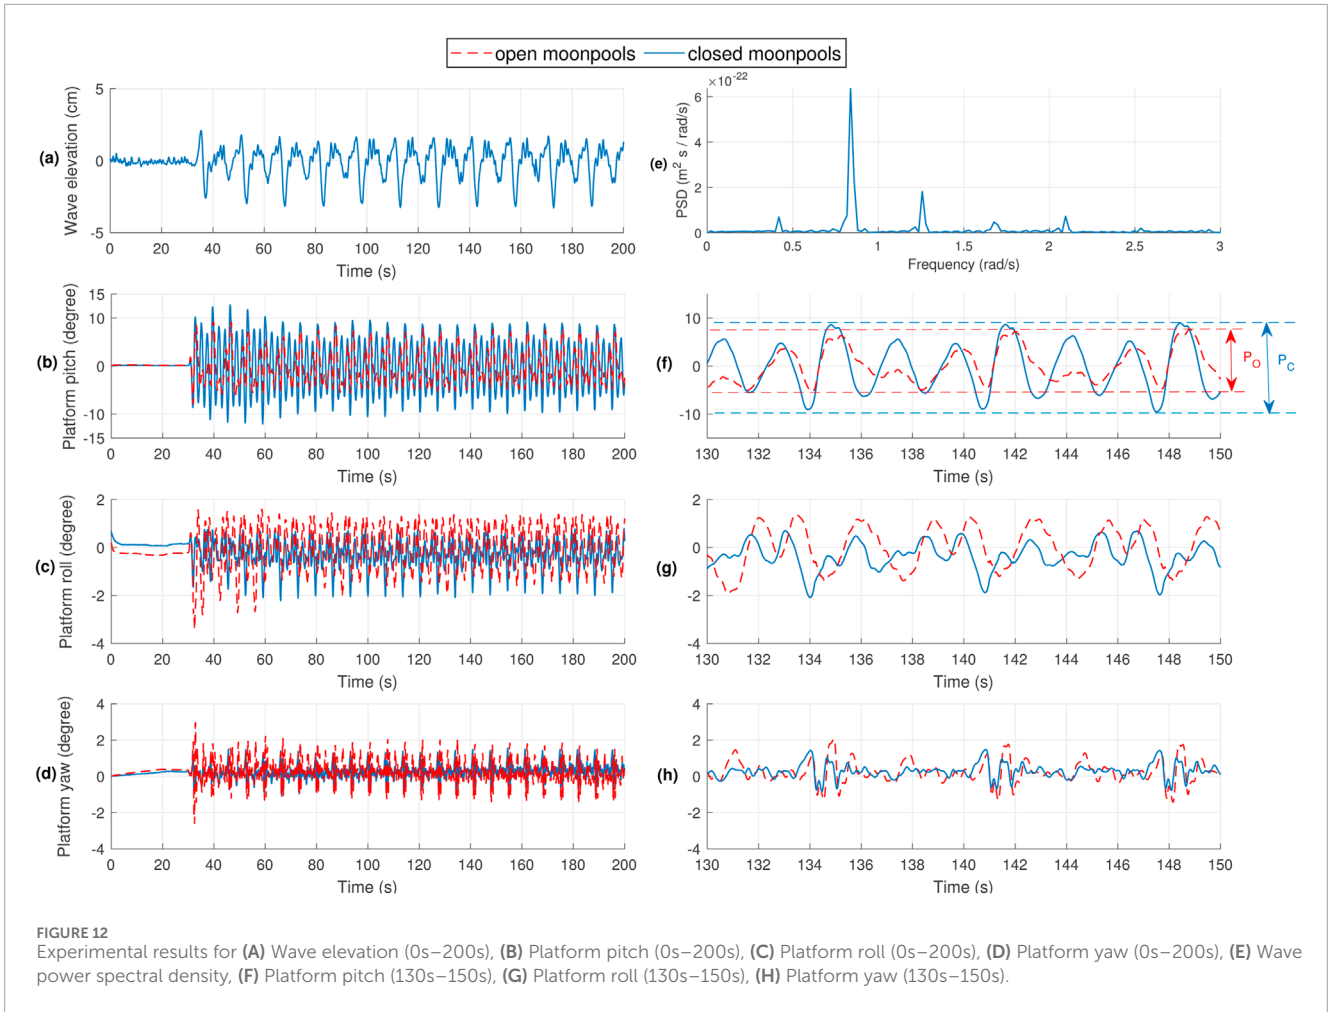 open moonpools closed moonpools
(a)
Wave elevation (cm)
5
0
-5
0 20 40 60 80 100 120 140 160 180 200
Time (s)
(e)
PSD (m² s / rad/s)
×10⁻²²
6
4
2
0
0 0.5 1 1.5 2 2.5 3
Frequency (rad/s)
(b)
Platform pitch (degree)
15
10
0
-10
-15
0 20 40 60 80 100 120 140 160 180 200
Time (s)
(f)
10
0
-10
P_O
P_C
130 132 134 136 138 140 142 144 146 148 150
Time (s)
(c)
Platform roll (degree)
2
0
-2
-4
0 20 40 60 80 100 120 140 160 180 200
Time (s)
(g)
2
0
-2
-4
130 132 134 136 138 140 142 144 146 148 150
Time (s)
(d)
Platform yaw (degree)
4
2
0
-2
-4
0 20 40 60 80 100 120 140 160 180 200
Time (s)
(h)
4
2
0
-2
-4
130 132 134 136 138 140 142 144 146 148 150
Time (s)
FIGURE 12
Experimental results for (A) Wave elevation (0s–200s), (B) Platform pitch (0s–200s), (C) Platform roll (0s–200s), (D) Platform yaw (0s–200s), (E) Wave
power spectral density, (F) Platform pitch (130s–150s), (G) Platform roll (130s–150s), (H) Platform yaw (130s–150s).